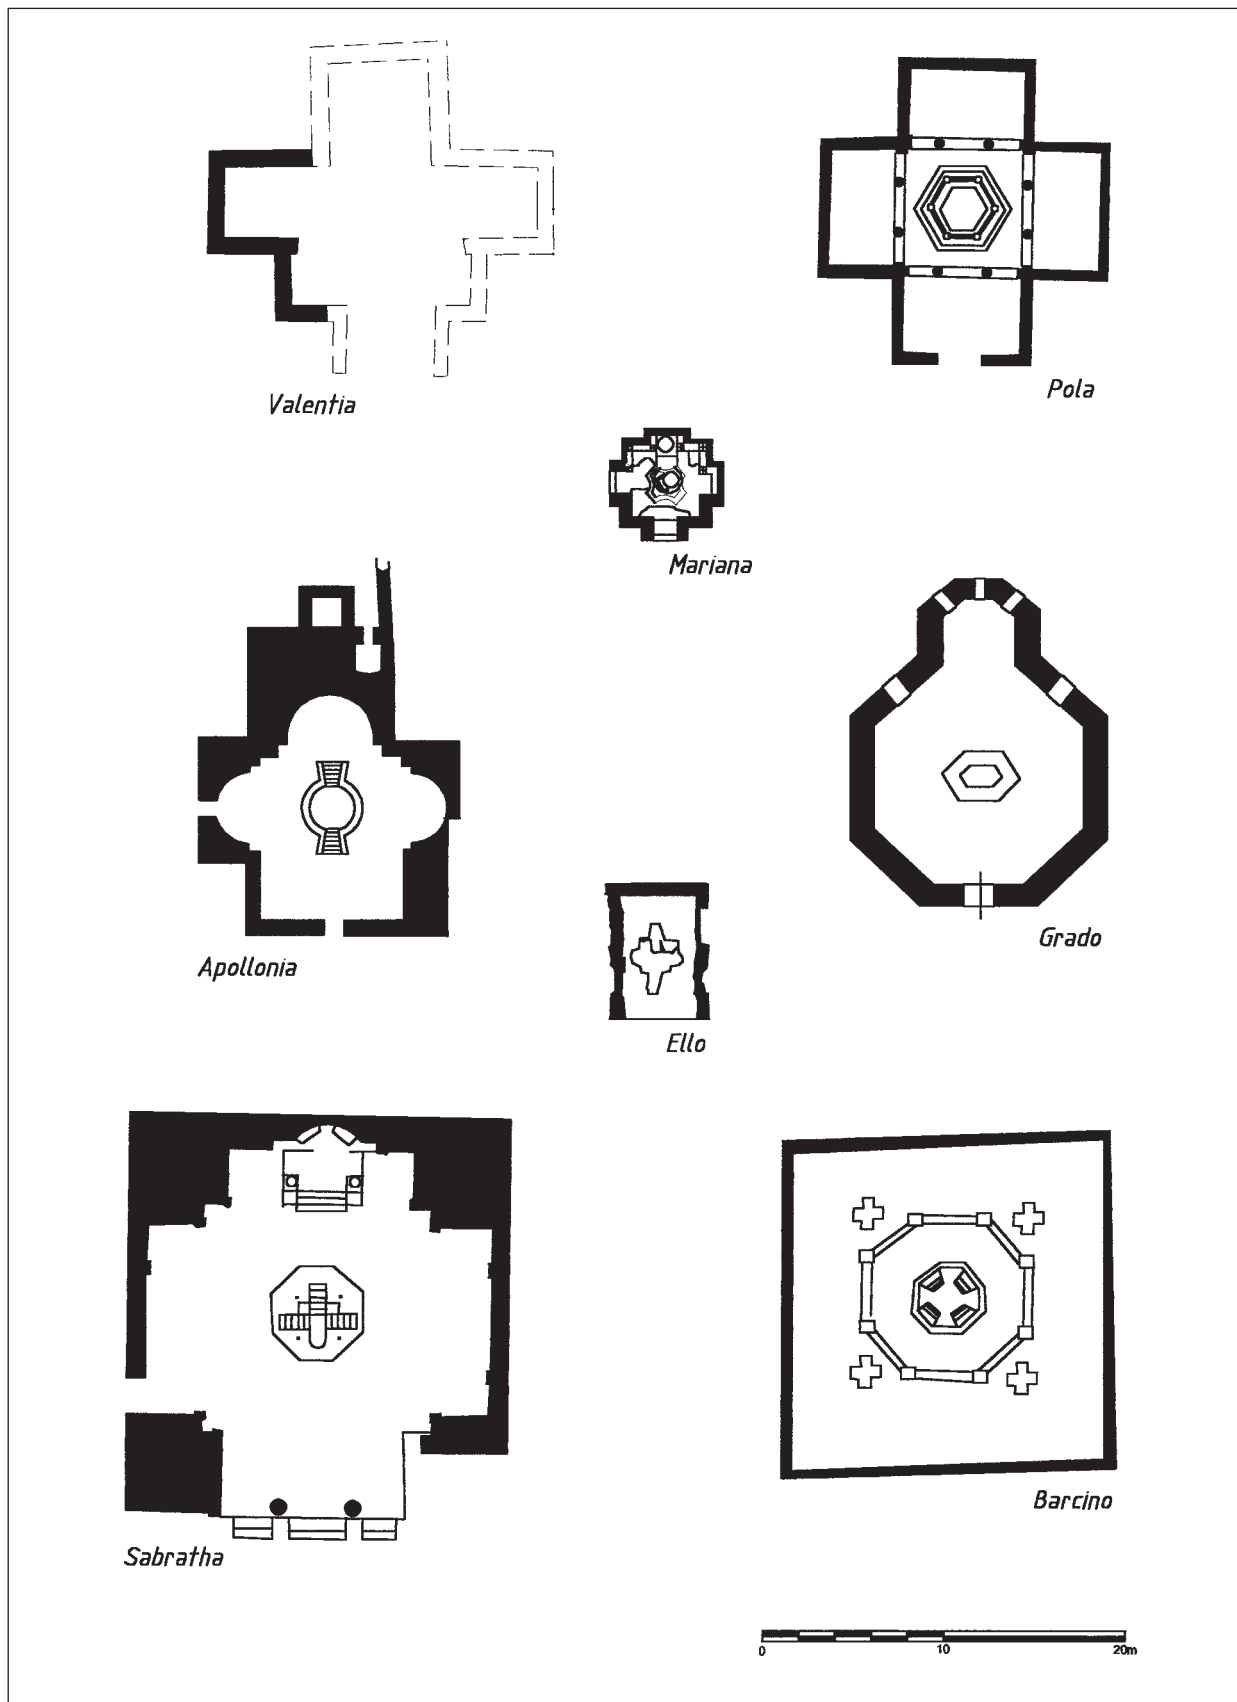 Valentia
Pola
Mariana
Apollonia
Grado
Ello
Sabratha
Barcino
0 10 20m